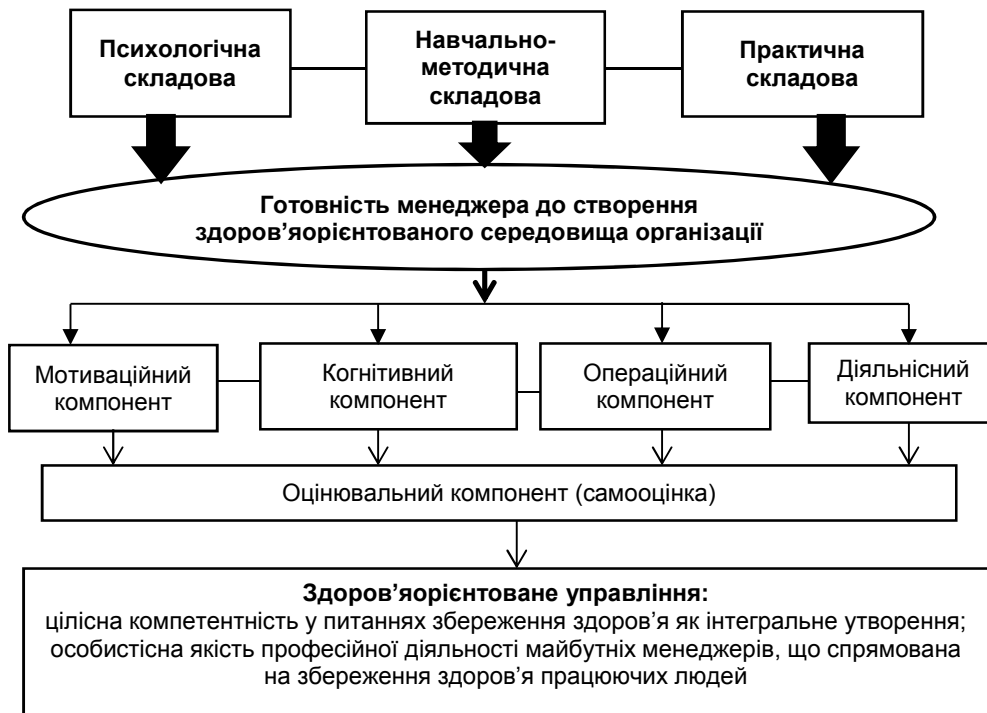 Психологічна
складова
Навчально-
методична
складова
Практична
складова
Готовність менеджера до створення
здоров’яорієнтованого середовища організації
Мотиваційний
компонент
Когнітивний
компонент
Операційний
компонент
Діяльнісний
компонент
Оцінювальний компонент (самооцінка)
Здоров’яорієнтоване управління:
цілісна компетентність у питаннях збереження здоров’я як інтегральне утворення;
особистісна якість професійної діяльності майбутніх менеджерів, що спрямована
на збереження здоров’я працюючих людей